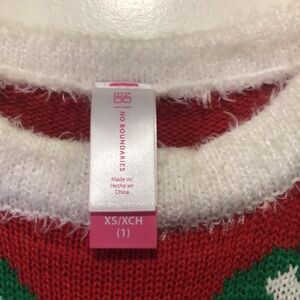 NO BOUNDARIES
Made in/
Hecho en
China
XS/XCH
(1)